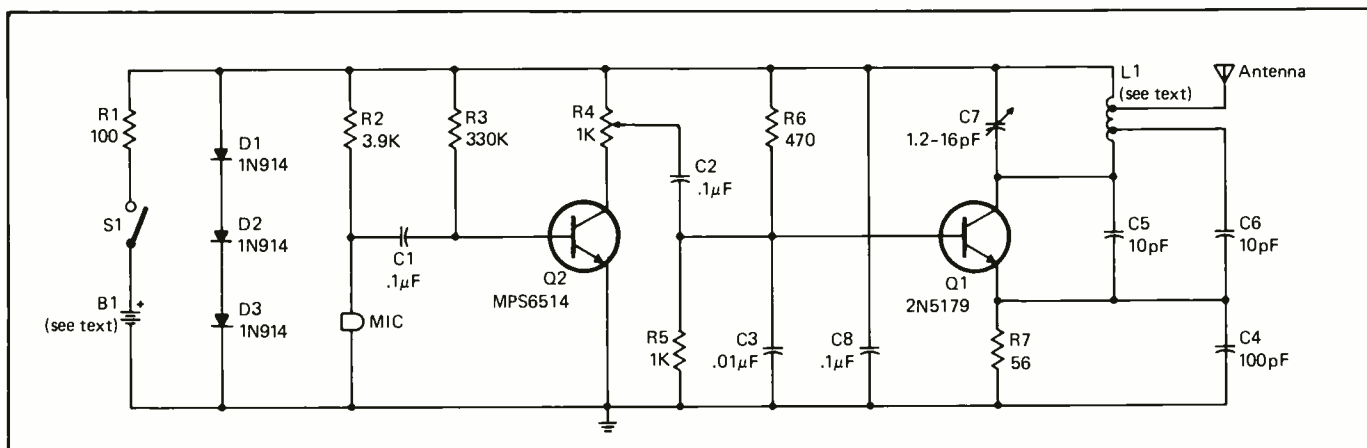 R1
100
S1
B1
+
(see text)
D1
1N914
D2
1N914
D3
1N914
R2
3.9K
MIC
C1
.1μF
R3
330K
Q2
MPS6514
R4
1K
C2
.1μF
R5
1K
R6
470
C3
.01μF
C8
.1μF
Q1
2N5179
C7
1.2-16pF
R7
56
L1
(see text)
Antenna
C5
10pF
C6
10pF
C4
100pF